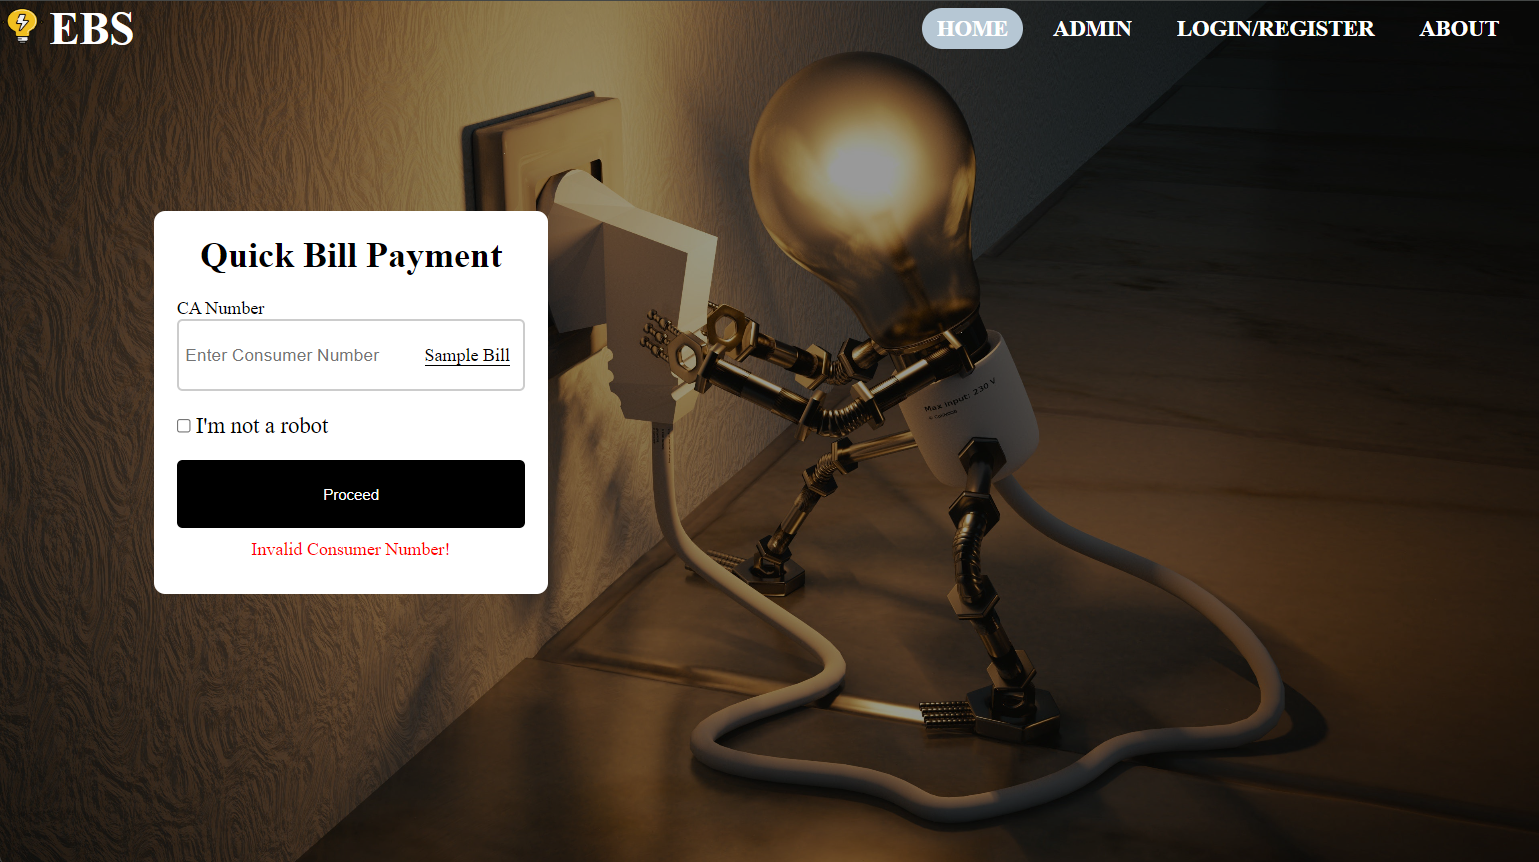 EBS
HOME ADMIN LOGIN/REGISTER ABOUT
Quick Bill Payment
CA Number
Enter Consumer Number Sample Bill
I'm not a robot
Proceed
Invalid Consumer Number!
Max input: 230 V